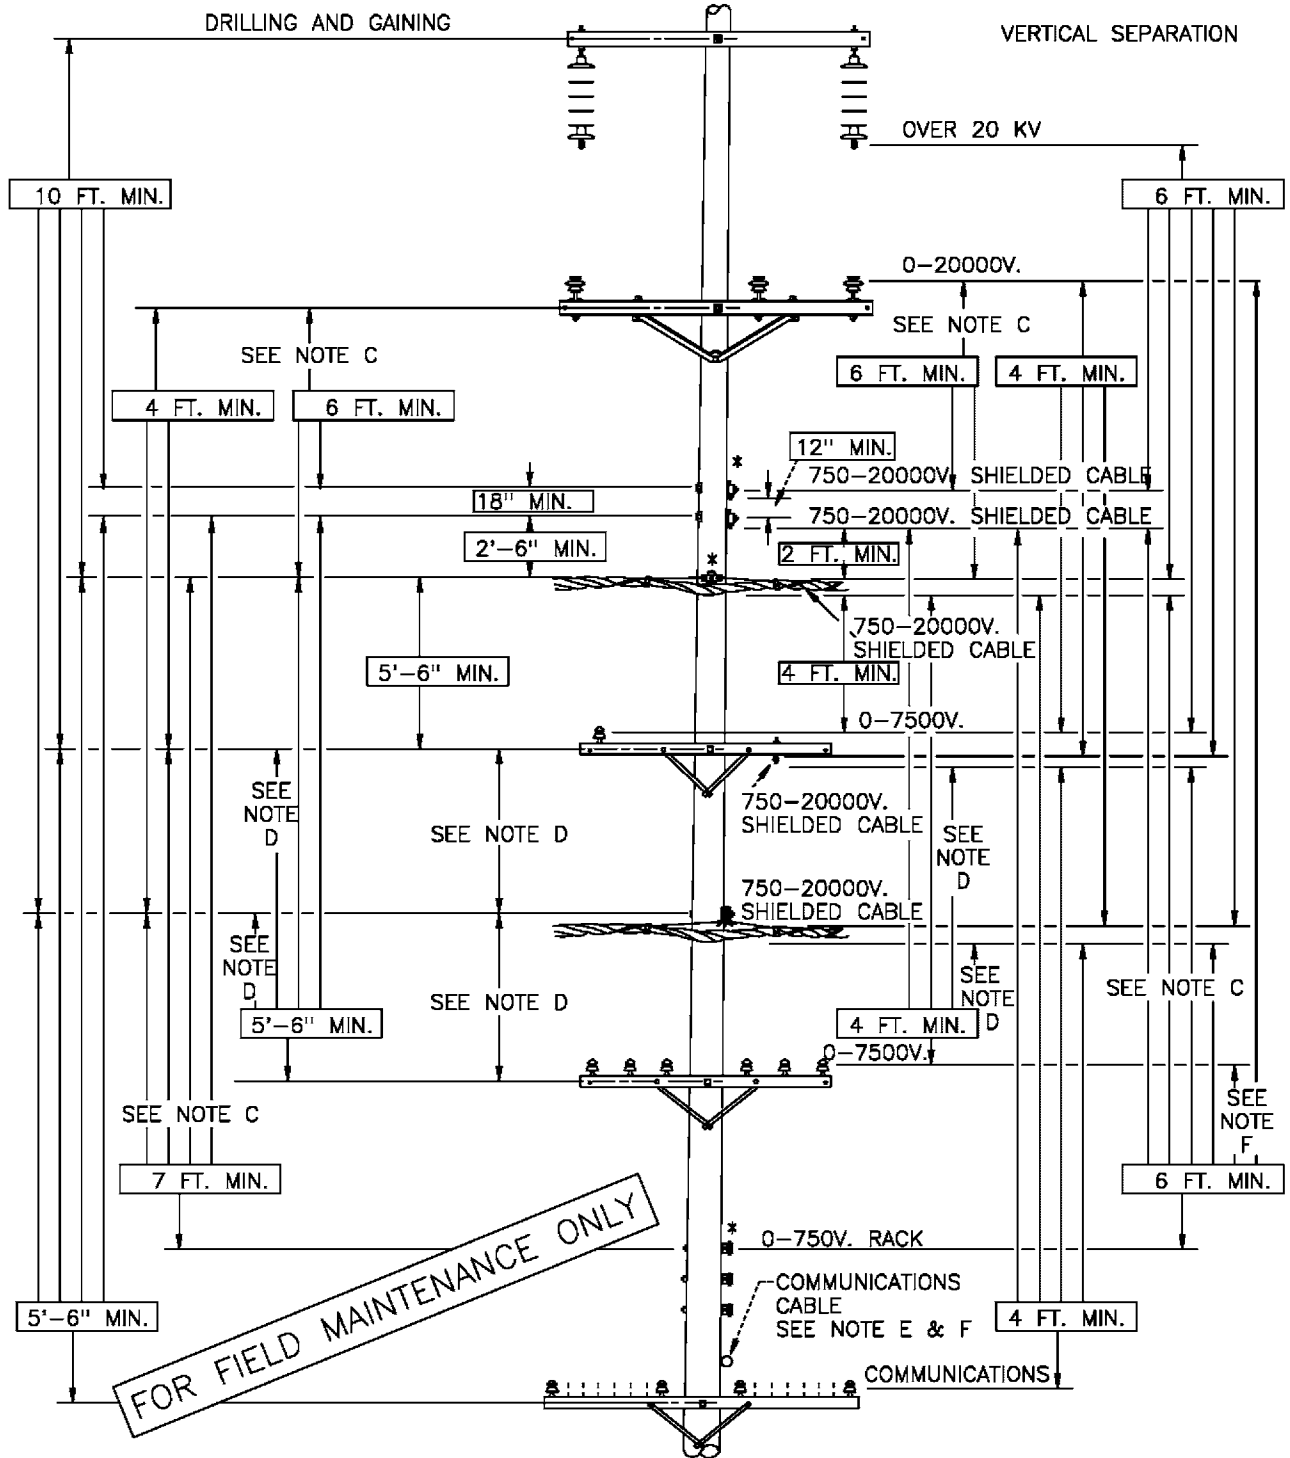 DRILLING AND GAINING
VERTICAL SEPARATION
OVER 20 KV
10 FT. MIN.
6 FT. MIN.
0-20000V.
SEE NOTE C
SEE NOTE C
6 FT. MIN.
4 FT. MIN.
4 FT. MIN.
6 FT. MIN.
12" MIN.
*
750-20000V. SHIELDED CABLE
18" MIN.
750-20000V. SHIELDED CABLE
2'-6" MIN.
2 FT. MIN.
*
750-20000V.
SHIELDED CABLE
5'-6" MIN.
4 FT. MIN.
0-7500V.
SEE
NOTE
D
SEE NOTE D
750-20000V.
SHIELDED CABLE
SEE
NOTE
D
750-20000V.
SHIELDED CABLE
SEE
NOTE
D
SEE NOTE D
SEE
NOTE
D
SEE NOTE C
5'-6" MIN.
4 FT. MIN.
0-7500V.
SEE NOTE C
SEE
NOTE
F
7 FT. MIN.
6 FT. MIN.
FOR FIELD MAINTENANCE ONLY
*
0-750V. RACK
COMMUNICATIONS
CABLE
SEE NOTE E & F
5'-6" MIN.
4 FT. MIN.
COMMUNICATIONS